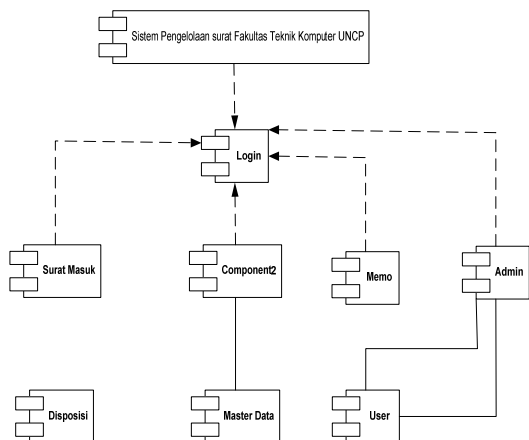 Sistem Pengelolaan surat Fakultas Teknik Komputer UNCP
Login
Surat Masuk
Component2
Memo
Admin
Disposisi
Master Data
User